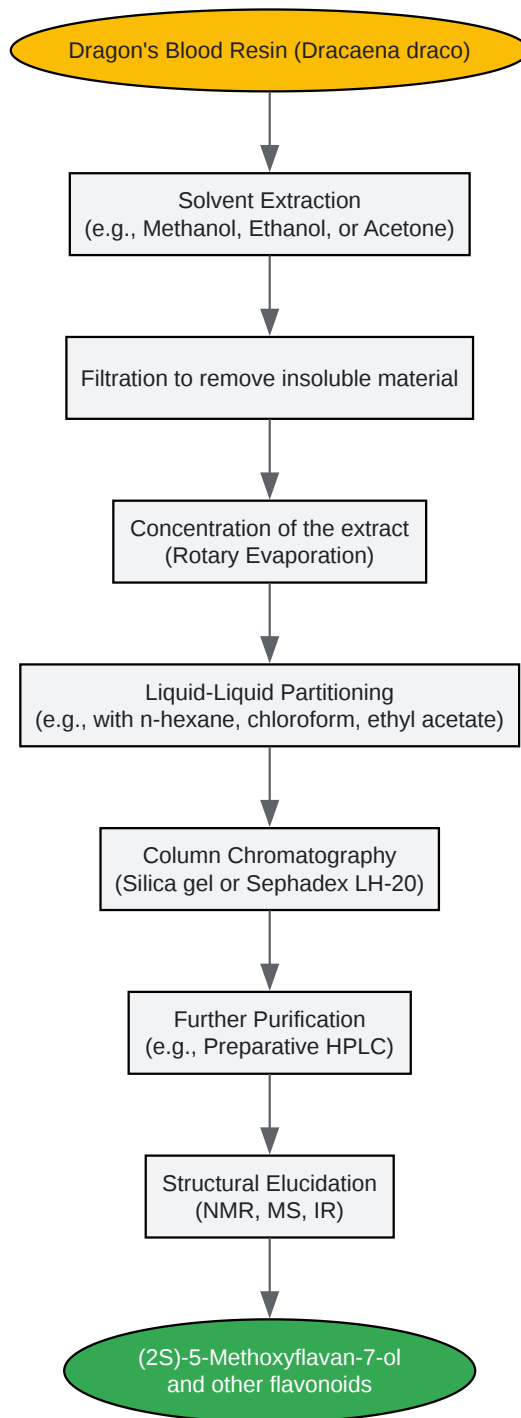 Dragon's Blood Resin (Dracaena draco)
Solvent Extraction
(e.g., Methanol, Ethanol, or Acetone)
Filtration to remove insoluble material
Concentration of the extract
(Rotary Evaporation)
Liquid-Liquid Partitioning
(e.g., with n-hexane, chloroform, ethyl acetate)
Column Chromatography
(Silica gel or Sephadex LH-20)
Further Purification
(e.g., Preparative HPLC)
Structural Elucidation
(NMR, MS, IR)
(2S)-5-Methoxyflavan-7-ol
and other flavonoids